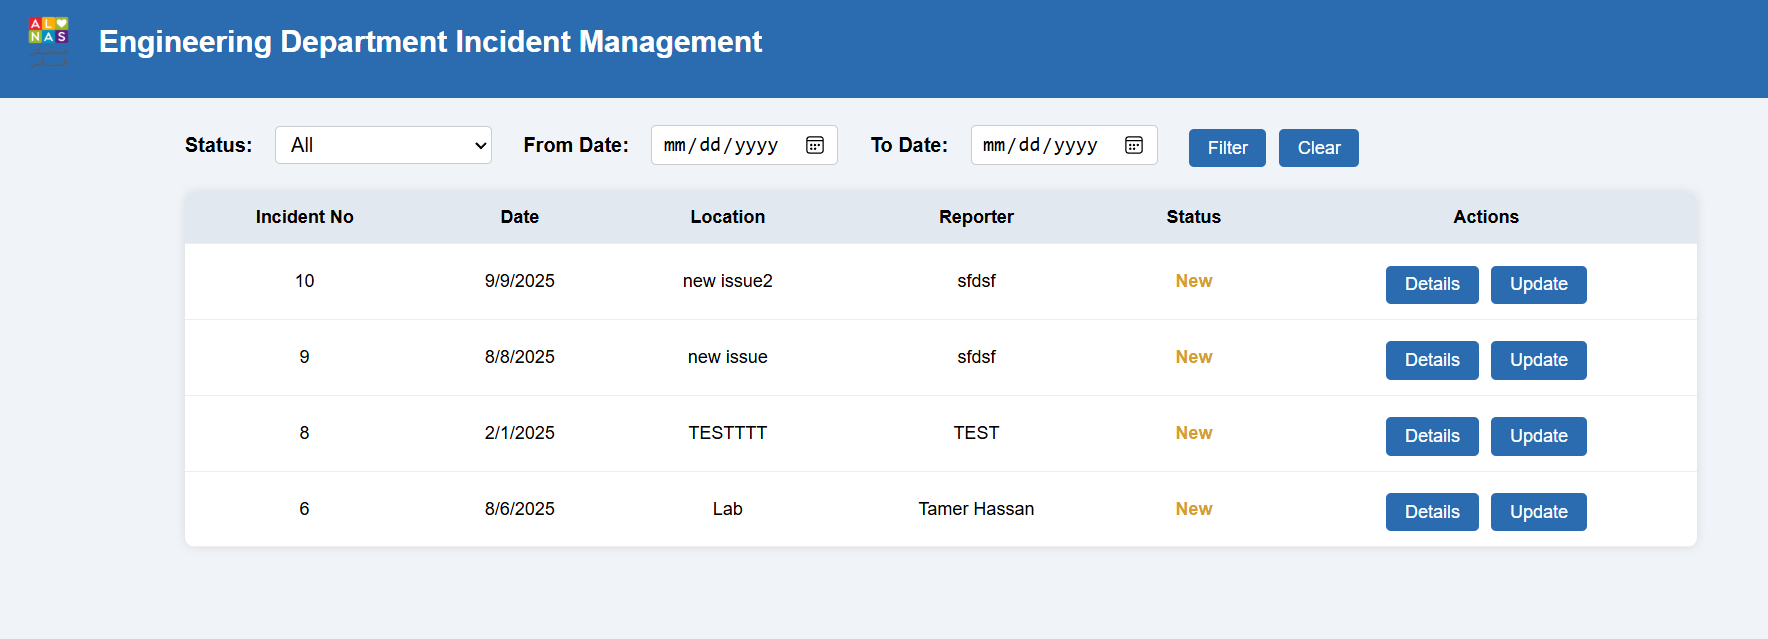 AL
NAS
Engineering Department Incident Management
Status: All From Date: mm/dd/yyyy To Date: mm/dd/yyyy Filter Clear
Incident No Date Location Reporter Status Actions
10 9/9/2025 new issue2 sfdsf New Details Update
9 8/8/2025 new issue sfdsf New Details Update
8 2/1/2025 TESTTTT TEST New Details Update
6 8/6/2025 Lab Tamer Hassan New Details Update